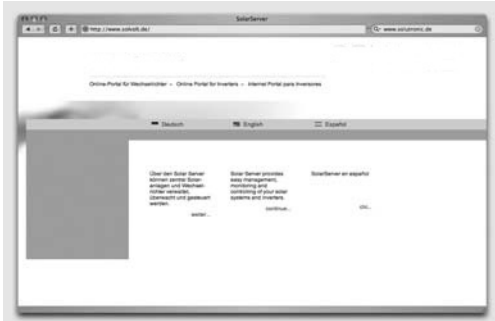 SolarServer
http://www.solvolt.de/
www.solutronic.de
Online-Portal für Wechselrichter - Online Portal for Inverters - Internet Portal para Inversores
Deutsch English Español
Über den Solar Server
können zentral Solar-
anlagen und Wechsel-
richter verwaltet,
überwacht und gesteuert
werden.
weiter...
Solar Server provides
easy management,
monitoring and
controlling of your solar
systems and inverters.
continue...
SolarServer en español